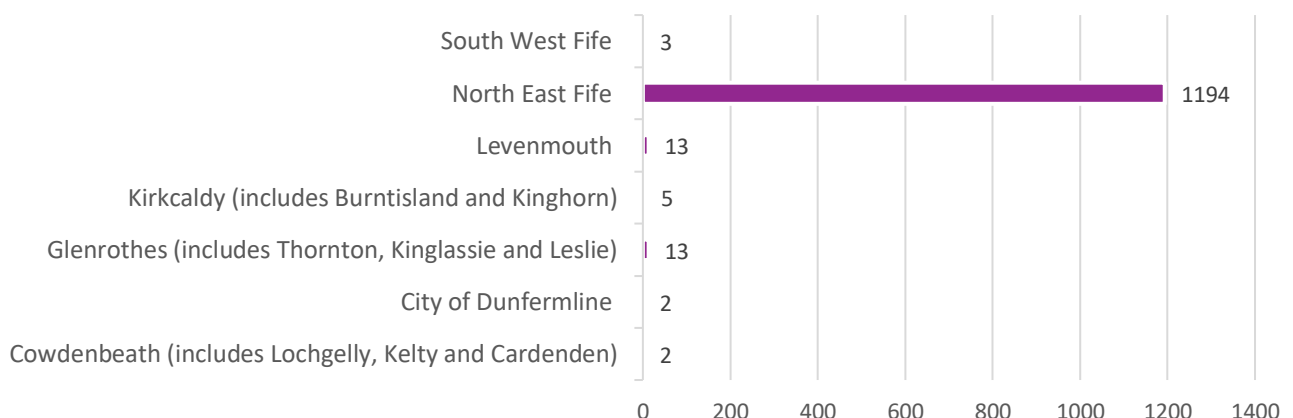 South West Fife 3
North East Fife 1194
Levenmouth 13
Kirkcaldy (includes Burntisland and Kinghorn) 5
Glenrothes (includes Thornton, Kinglassie and Leslie) 13
City of Dunfermline 2
Cowdenbeath (includes Lochgelly, Kelty and Cardenden) 2
0 200 400 600 800 1000 1200 1400